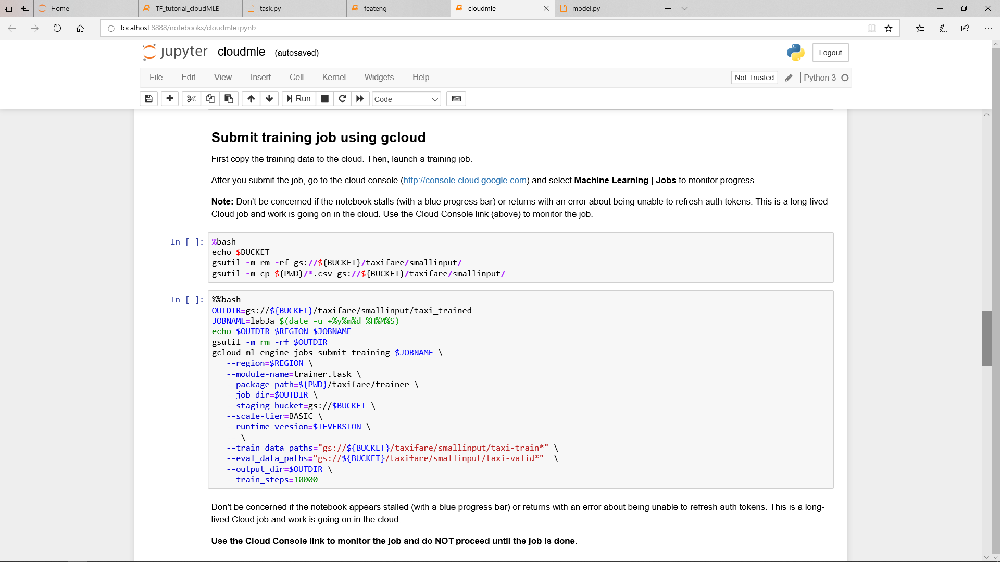 Home
TF_tutorial_cloudMLE
task.py
feateng
cloudmle
model.py
localhost:8888/notebooks/cloudmle.ipynb
jupyter cloudmle (autosaved)
Logout
File Edit View Insert Cell Kernel Widgets Help
Not Trusted
Python 3
Run
Code
Submit training job using gcloud
First copy the training data to the cloud. Then, launch a training job.
After you submit the job, go to the cloud console (http://console.cloud.google.com) and select Machine Learning | Jobs to monitor progress.
Note: Don't be concerned if the notebook stalls (with a blue progress bar) or returns with an error about being unable to refresh auth tokens. This is a long-lived
Cloud job and work is going on in the cloud. Use the Cloud Console link (above) to monitor the job.
In [ ]:
%bash
echo $BUCKET
gsutil -m rm -rf gs://${BUCKET}/taxifare/smallinput/
gsutil -m cp ${PWD}/*.csv gs://${BUCKET}/taxifare/smallinput/
In [ ]:
%%bash
OUTDIR=gs://${BUCKET}/taxifare/smallinput/taxi_trained
JOBNAME=lab3a_$(date -u +%y%m%d_%H%M%S)
echo $OUTDIR $REGION $JOBNAME
gsutil -m rm -rf $OUTDIR
gcloud ml-engine jobs submit training $JOBNAME \
--region=$REGION \
--module-name=trainer.task \
--package-path=${PWD}/taxifare/trainer \
--job-dir=$OUTDIR \
--staging-bucket=gs://$BUCKET \
--scale-tier=BASIC \
--runtime-version=$TFVERSION \
-- \
--train_data_paths="gs://${BUCKET}/taxifare/smallinput/taxi-train*" \
--eval_data_paths="gs://${BUCKET}/taxifare/smallinput/taxi-valid*"  \
--output_dir=$OUTDIR \
--train_steps=10000
Don't be concerned if the notebook appears stalled (with a blue progress bar) or returns with an error about being unable to refresh auth tokens. This is a long-
lived Cloud job and work is going on in the cloud.
Use the Cloud Console link to monitor the job and do NOT proceed until the job is done.